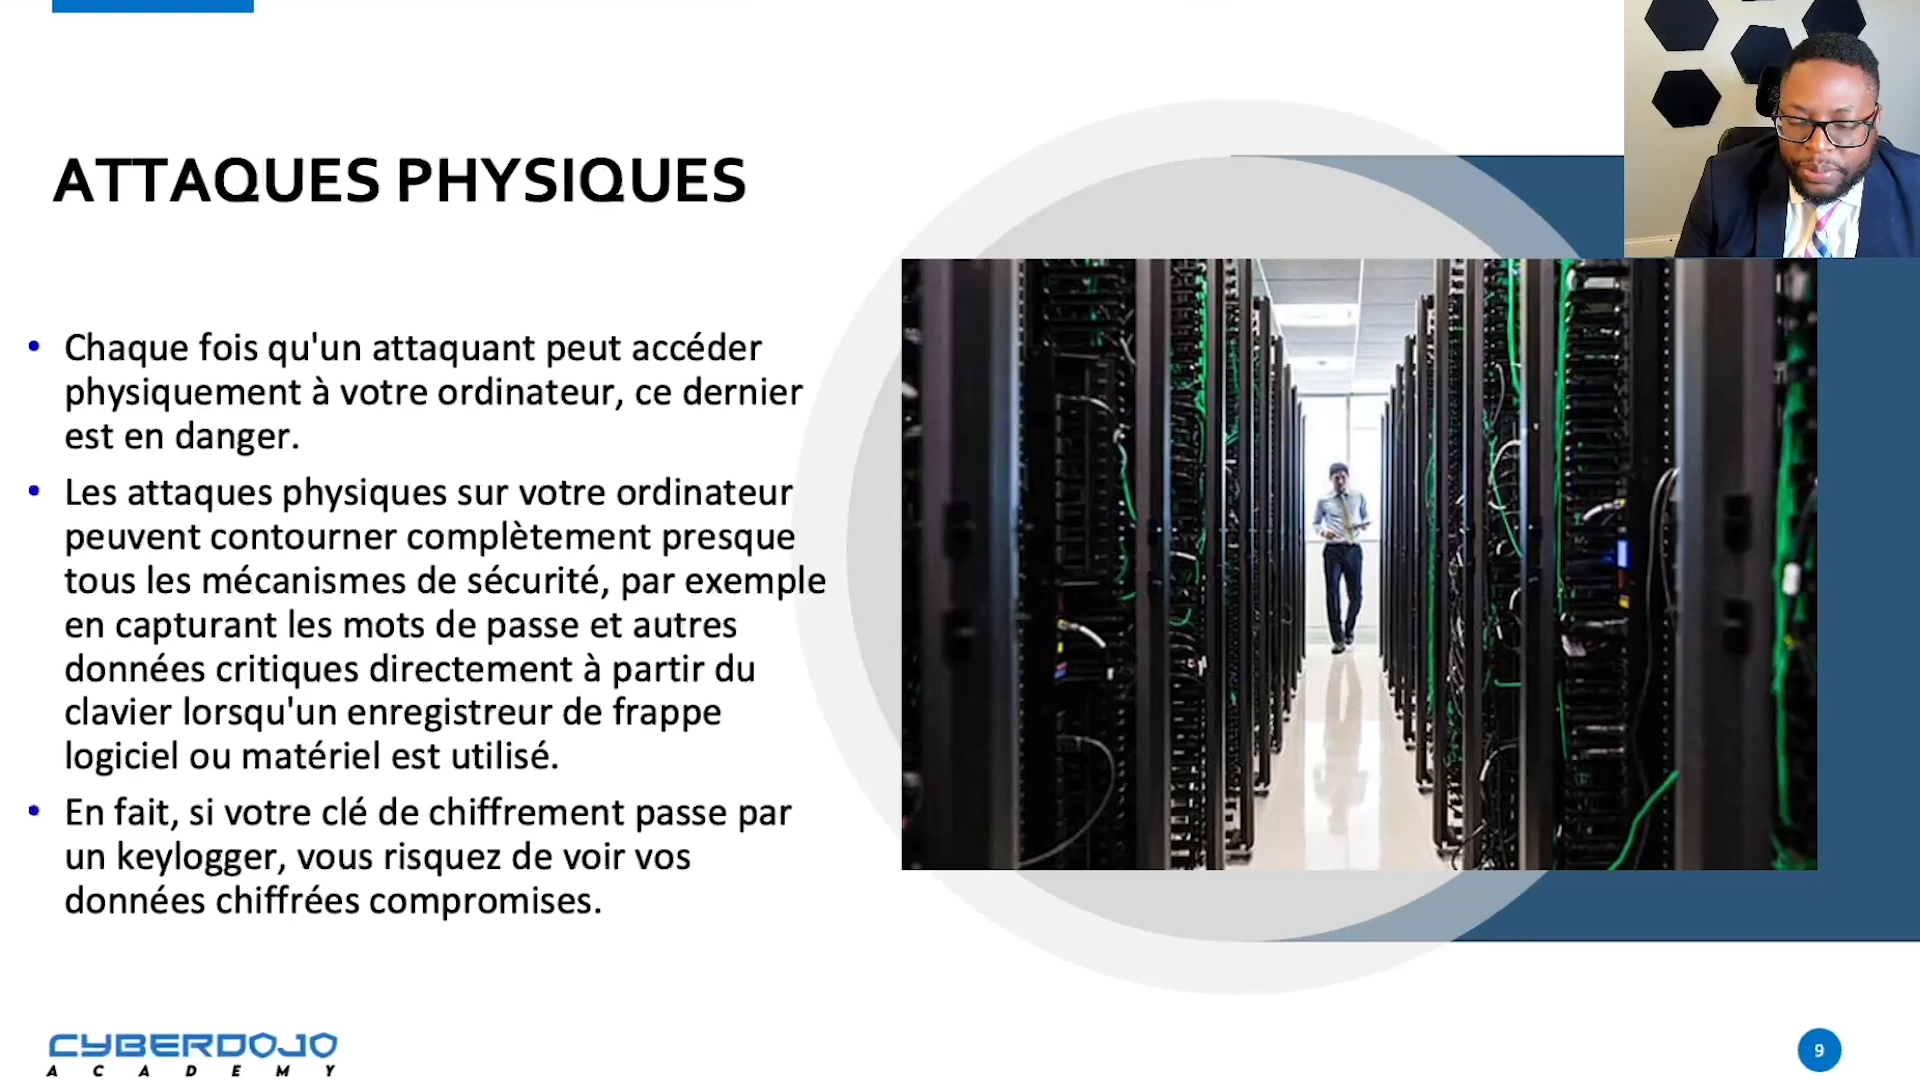 ATTAQUES PHYSIQUES
• Chaque fois qu'un attaquant peut accéder
physiquement à votre ordinateur, ce dernier
est en danger.
• Les attaques physiques sur votre ordinateur
peuvent contourner complètement presque
tous les mécanismes de sécurité, par exemple
en capturant les mots de passe et autres
données critiques directement à partir du
clavier lorsqu'un enregistreur de frappe
logiciel ou matériel est utilisé.
• En fait, si votre clé de chiffrement passe par
un keylogger, vous risquez de voir vos
données chiffrées compromises.
CYBERDOJO
ACADEMY
9